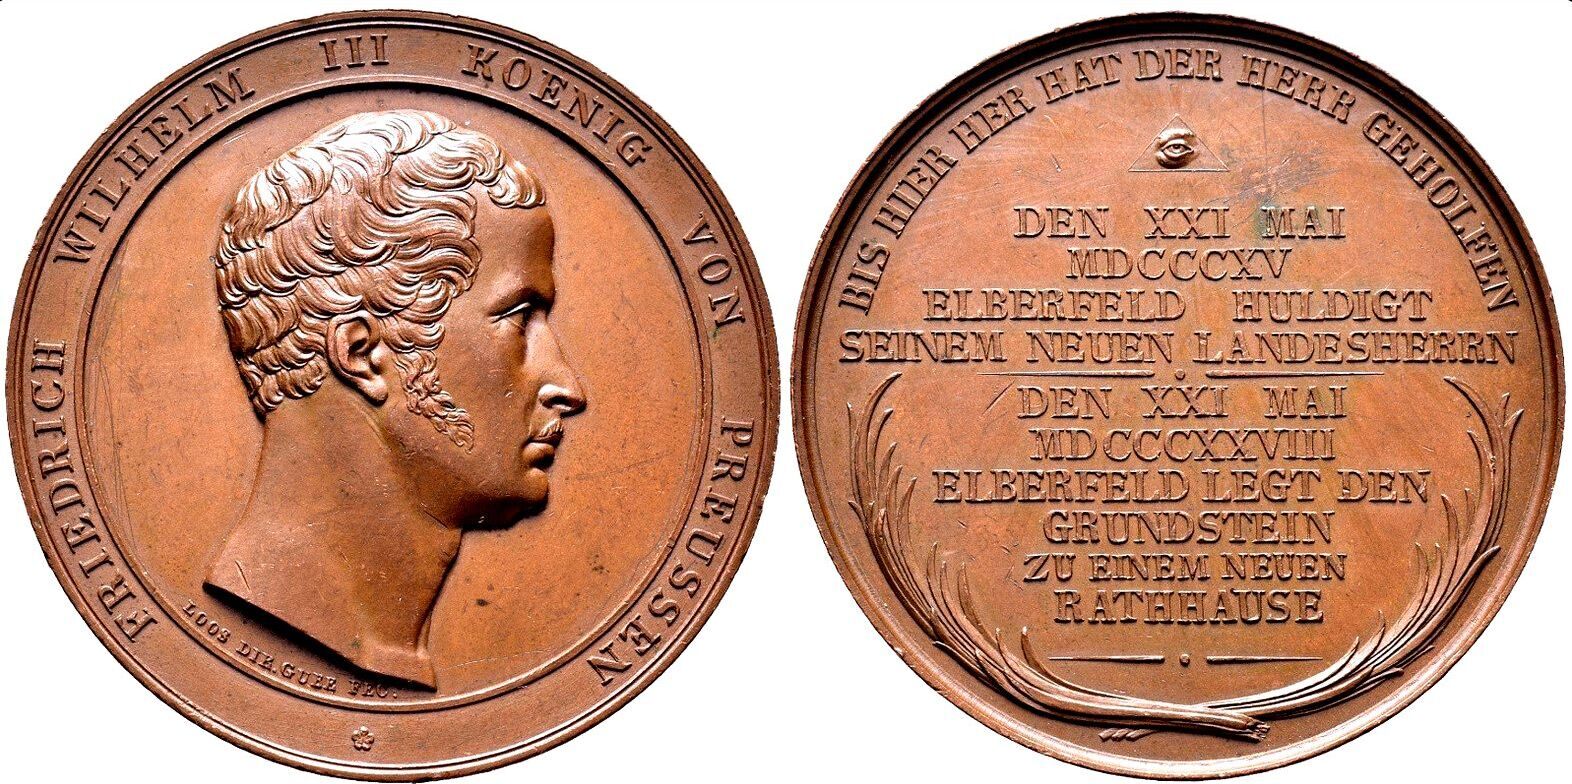 FRIEDRICH WILHELM III KOENIG VON PREUSSEN
LOOS DIR. GUBE FEC.
BIS HIER HER HAT DER HERR GEHOLFEN
DEN XXI MAI
MDCCCXV
ELBERFELD HULDIGT
SEINEM NEUEN LANDESHERRN
DEN XXI MAI
MDCCCXXVIII
ELBERFELD LEGT DEN
GRUNDSTEIN
ZU EINEM NEUEN
RATHHAUSE